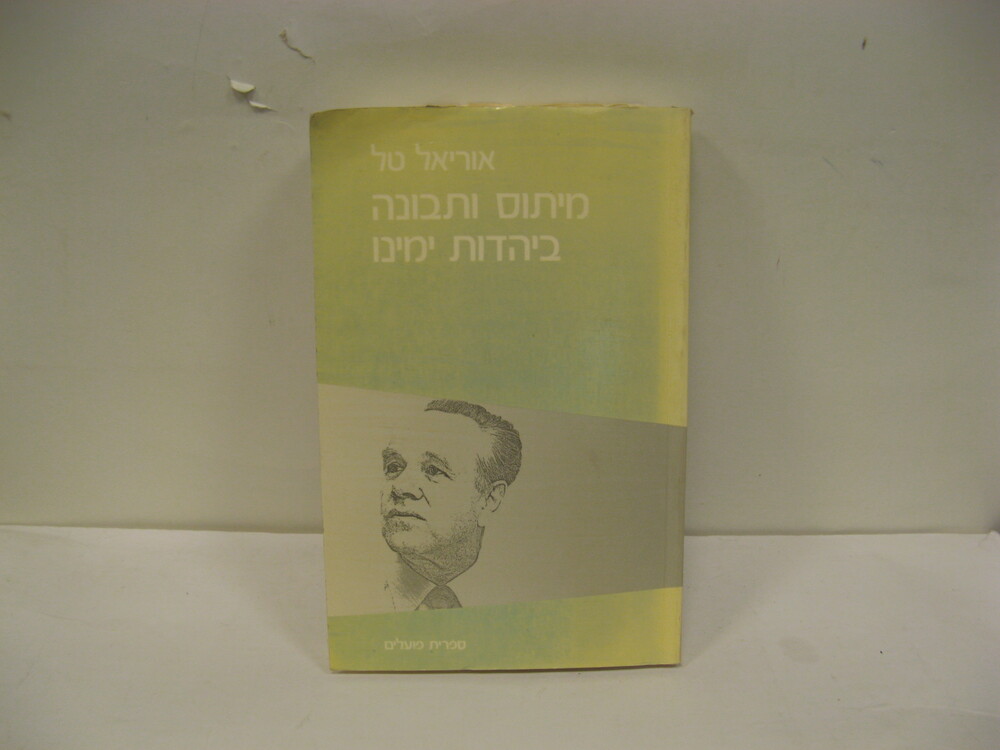 אוריאל טל
מיתוס ותבונה
ביהדות ימינו
ספרית פועלים